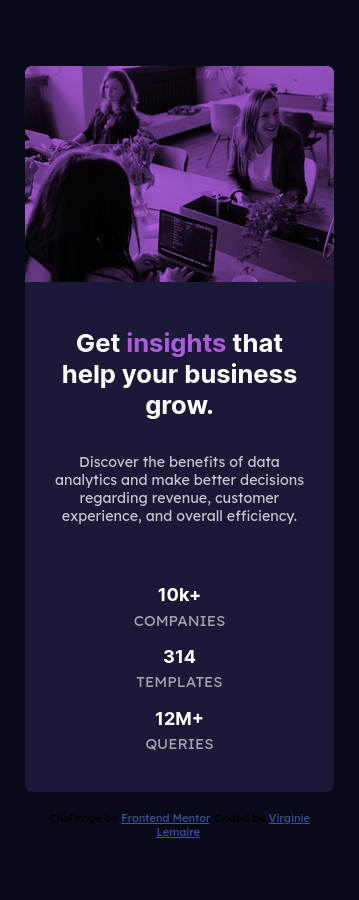 Get insights that
help your business
grow.
Discover the benefits of data
analytics and make better decisions
regarding revenue, customer
experience, and overall efficiency.
10k+
COMPANIES
314
TEMPLATES
12M+
QUERIES
Challenge by Frontend Mentor. Coded by Virginie
Lemaire